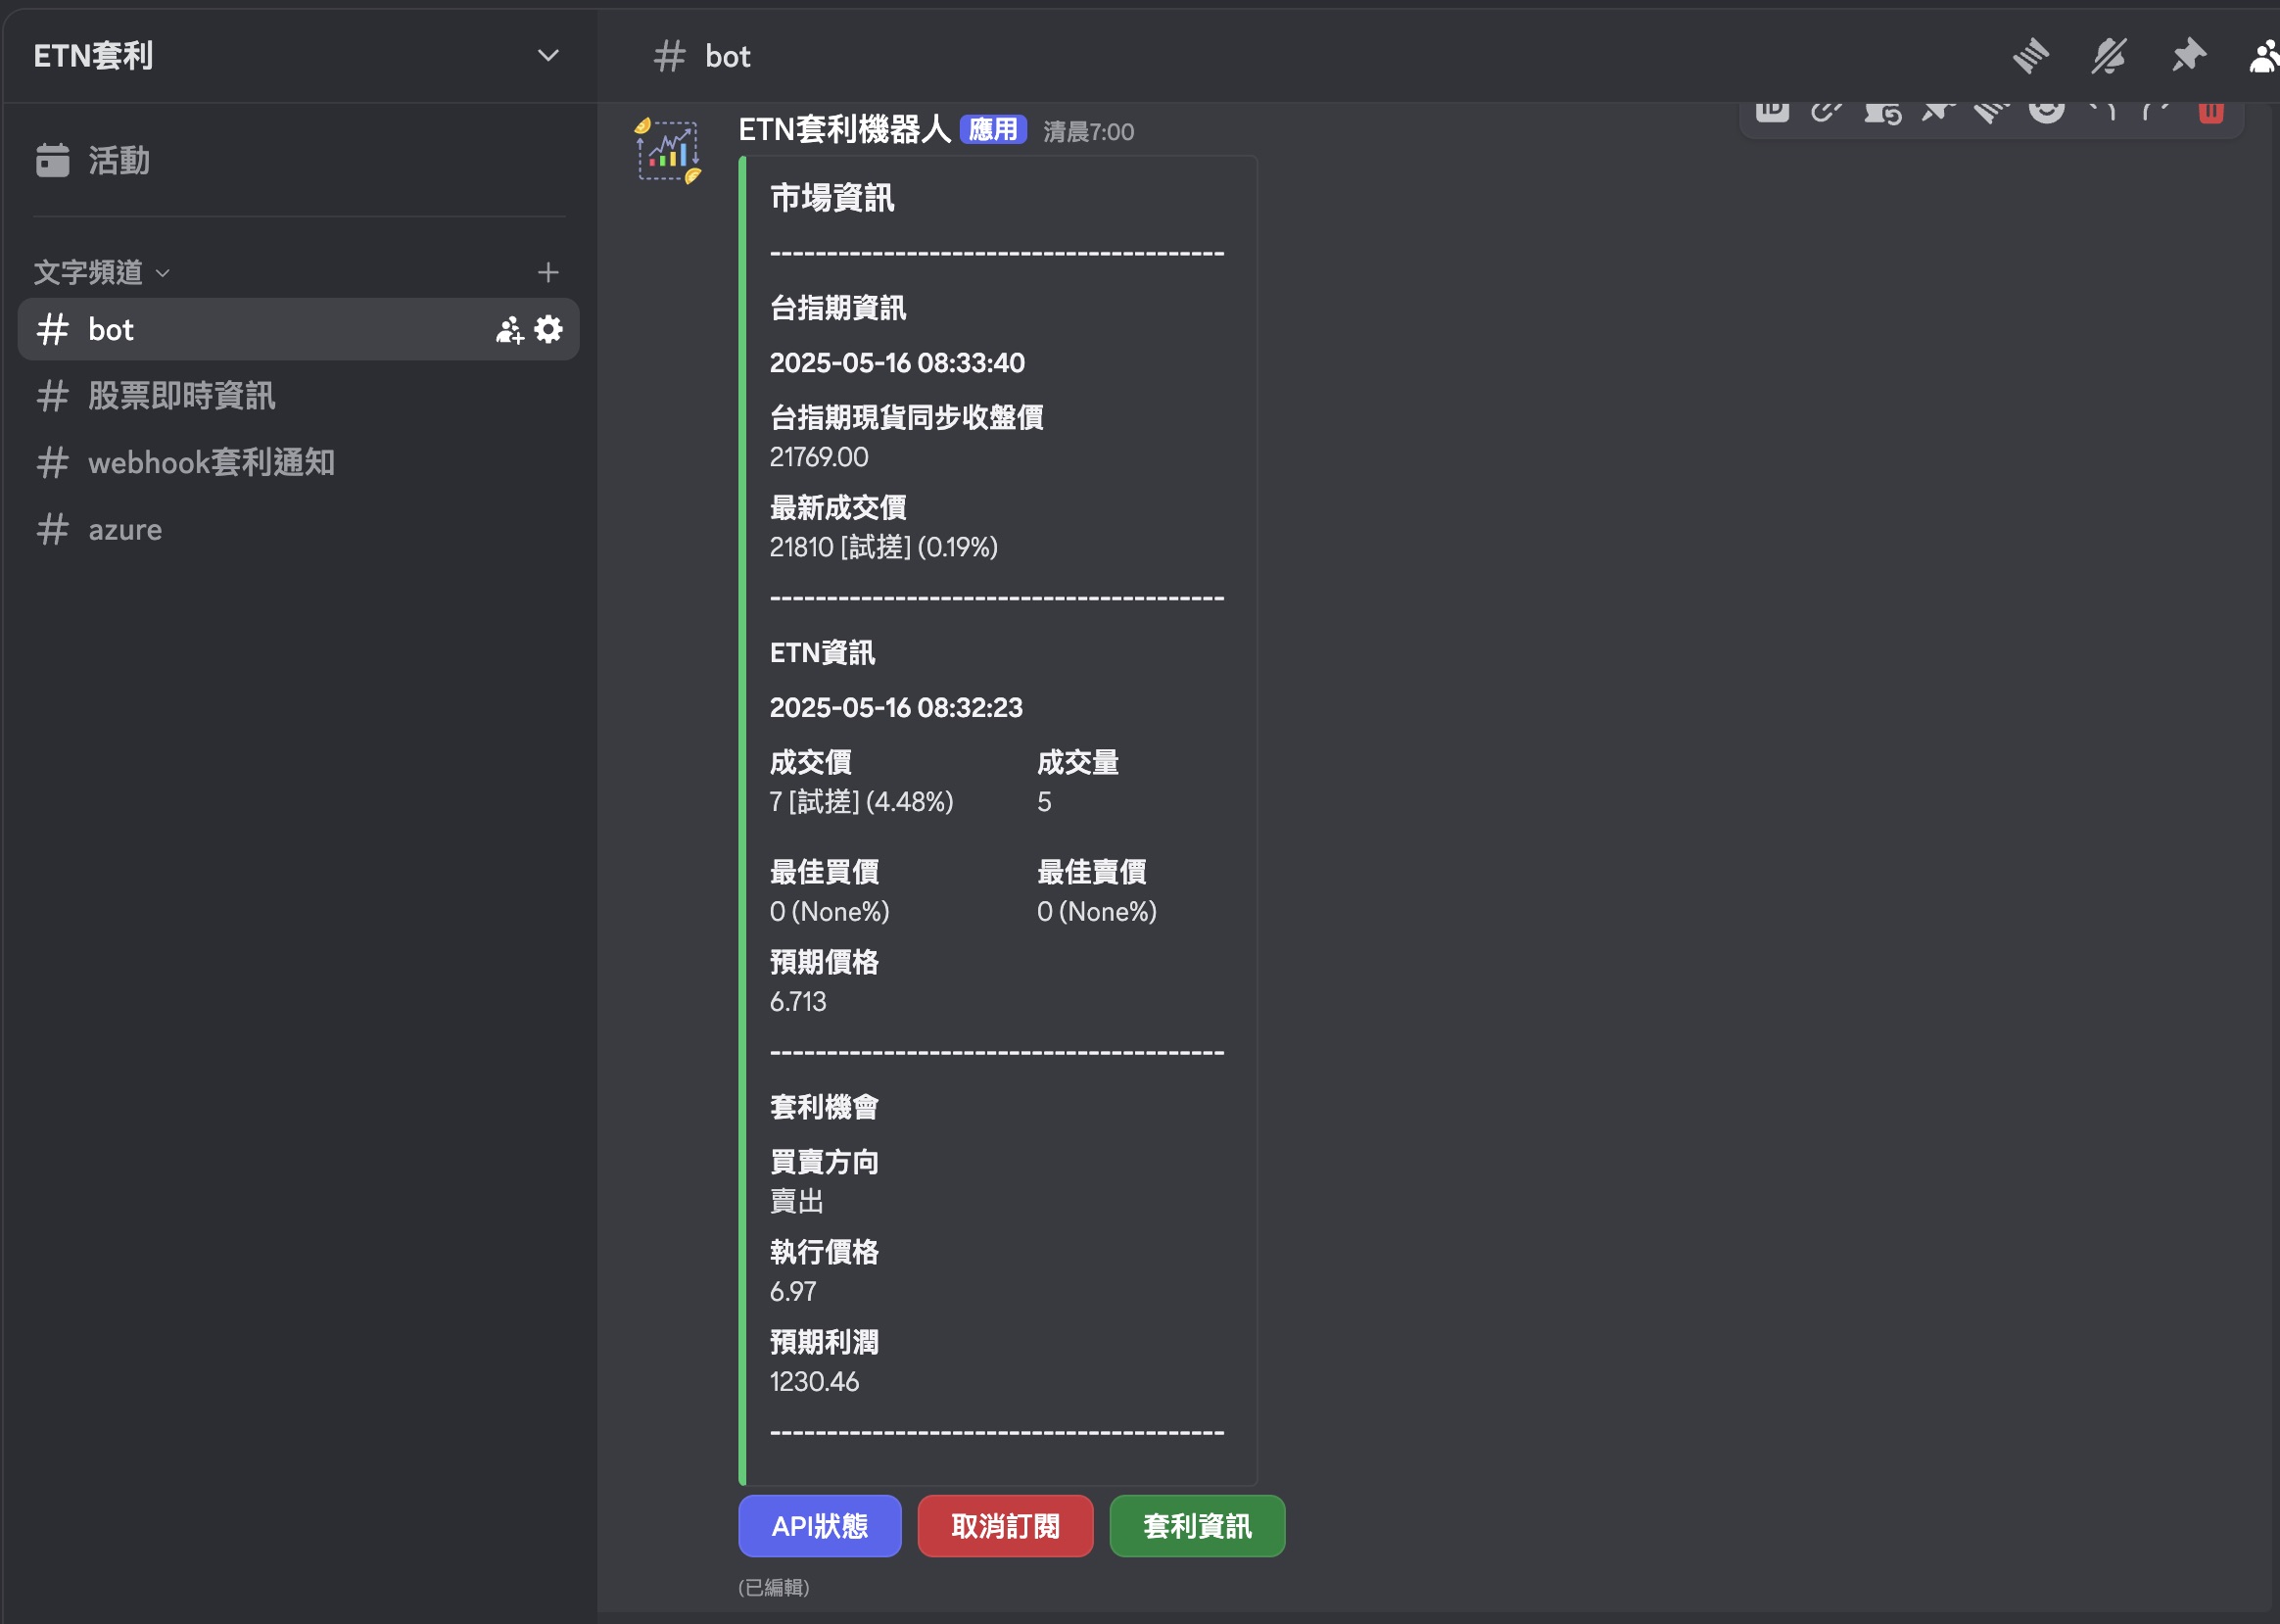 ETN套利
活動
文字頻道
bot
股票即時資訊
webhook套利通知
azure
bot
ETN套利機器人 應用 清晨7:00
市場資訊
----------------------------------------
台指期資訊
2025-05-16 08:33:40
台指期現貨同步收盤價
21769.00
最新成交價
21810 [試搓] (0.19%)
----------------------------------------
ETN資訊
2025-05-16 08:32:23
成交價 成交量
7 [試搓] (4.48%) 5
最佳買價 最佳賣價
0 (None%) 0 (None%)
預期價格
6.713
----------------------------------------
套利機會
買賣方向
賣出
執行價格
6.97
預期利潤
1230.46
----------------------------------------
API狀態 取消訂閱 套利資訊
(已編輯)